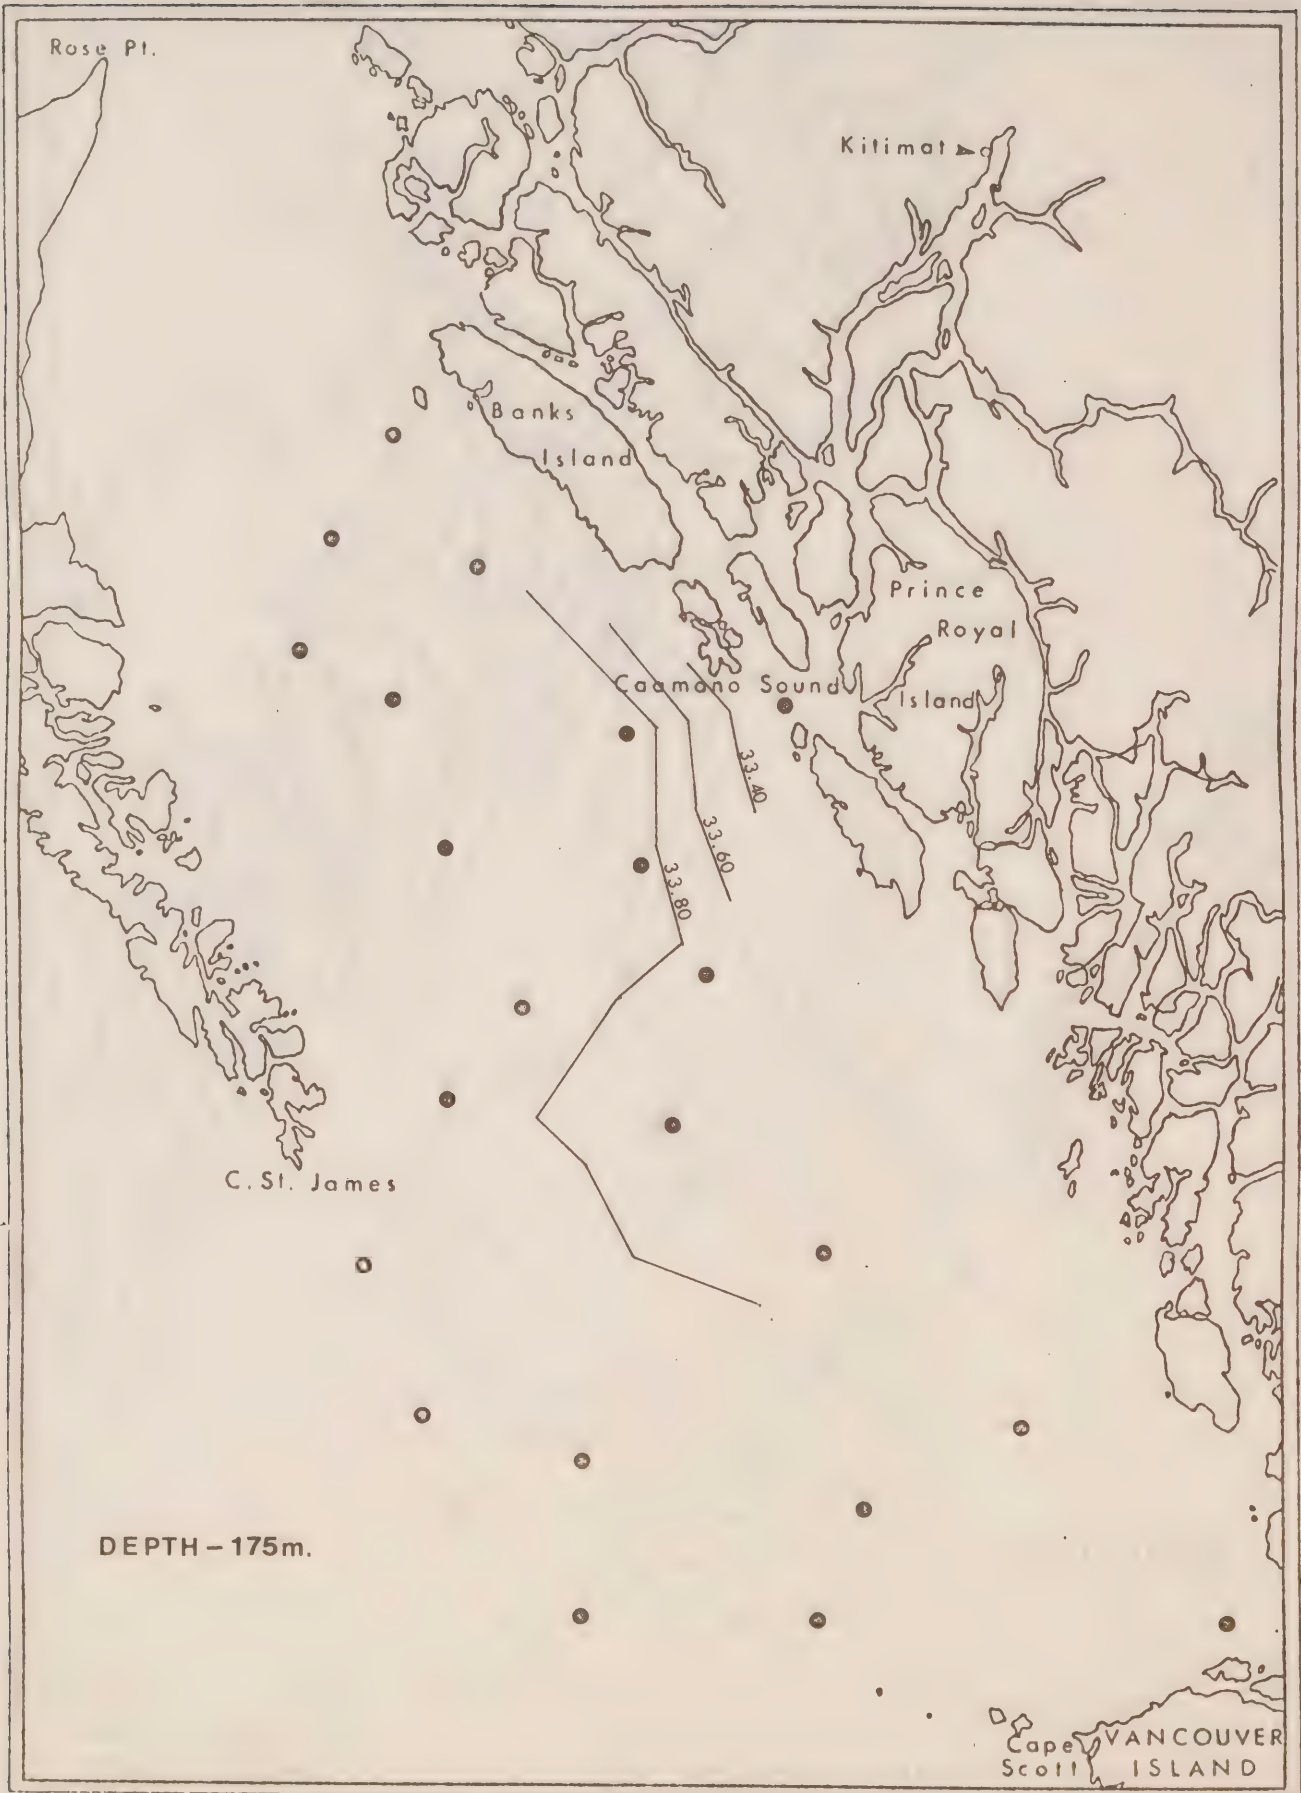 Rose Pt.
Kitimat
Banks
Island
Prince
Royal
Island
Caamano Sound
33.40
33.60
33.80
C. St. James
DEPTH – 175m.
Cape
Scott
VANCOUVER
ISLAND